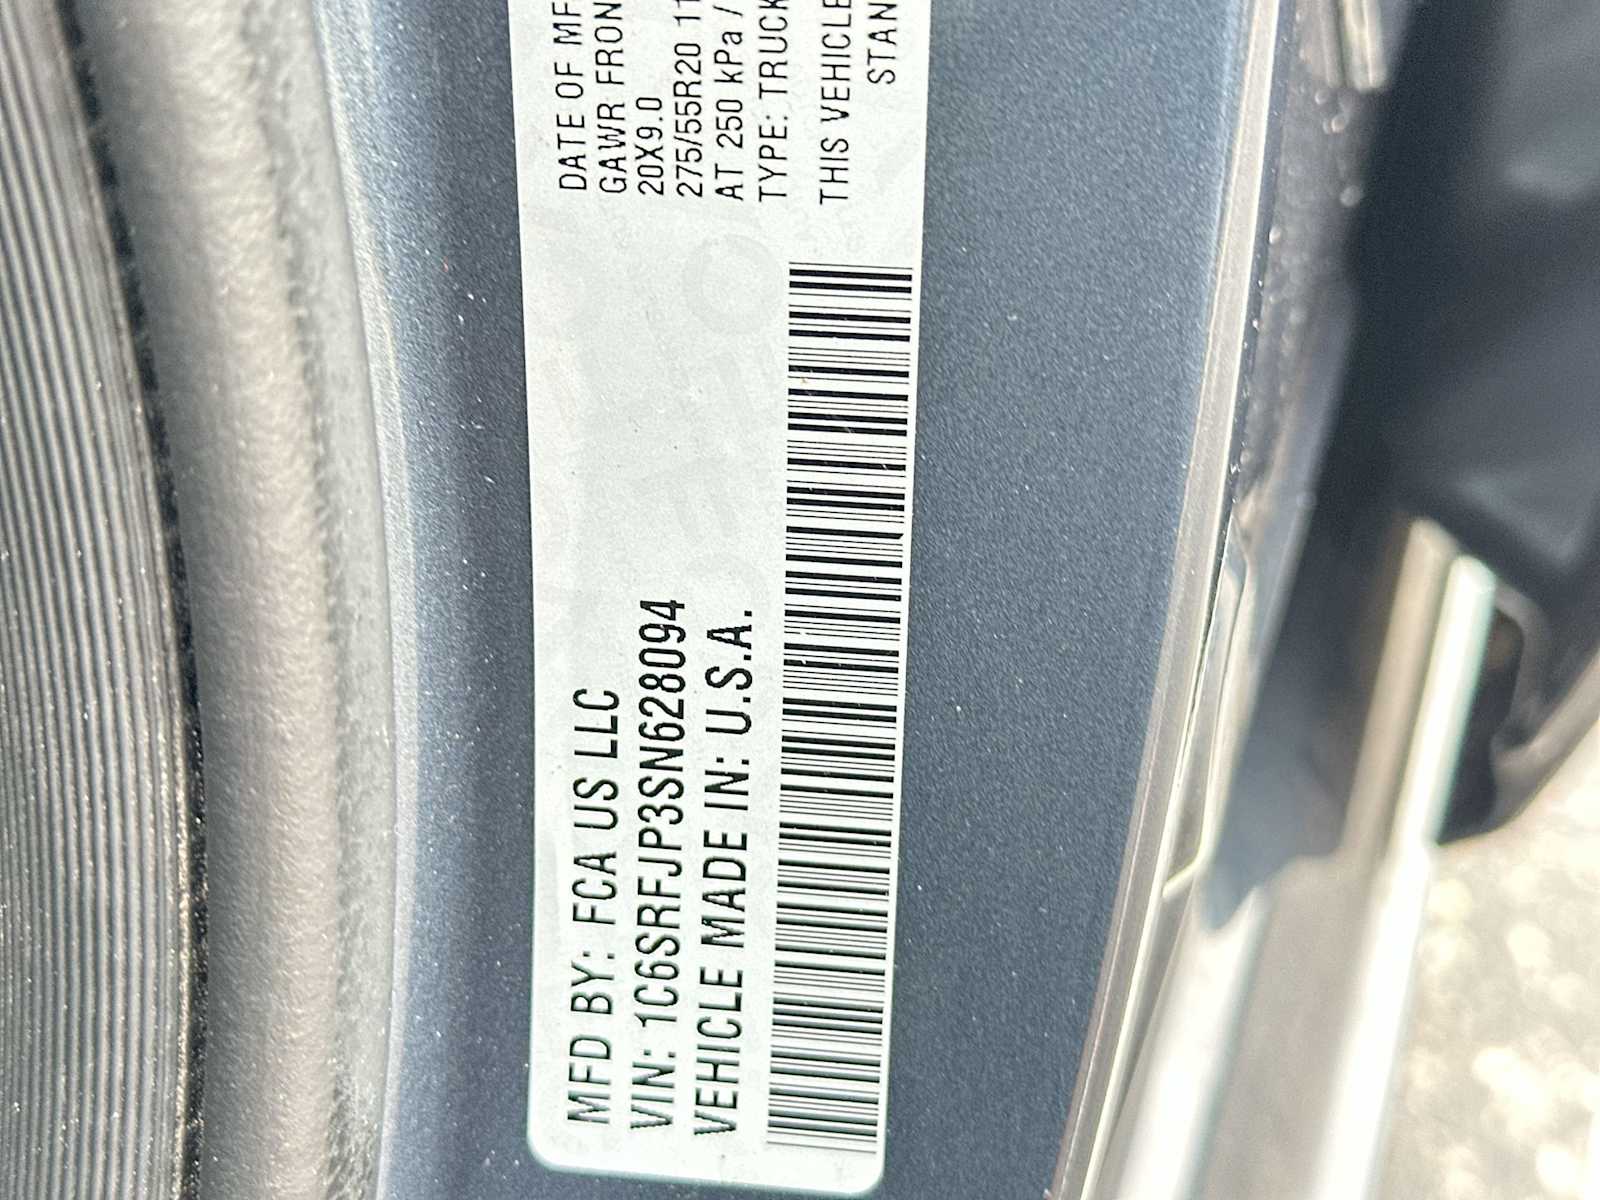 MFD BY: FCA US LLC
VIN: 1C6SRFJP3SN628094
VEHICLE MADE IN: U.S.A.
DATE OF MF
GAWR FRON
20X9.0
275/55R20 11
AT 250 kPa /
TYPE: TRUCK
THIS VEHICLE
STAN